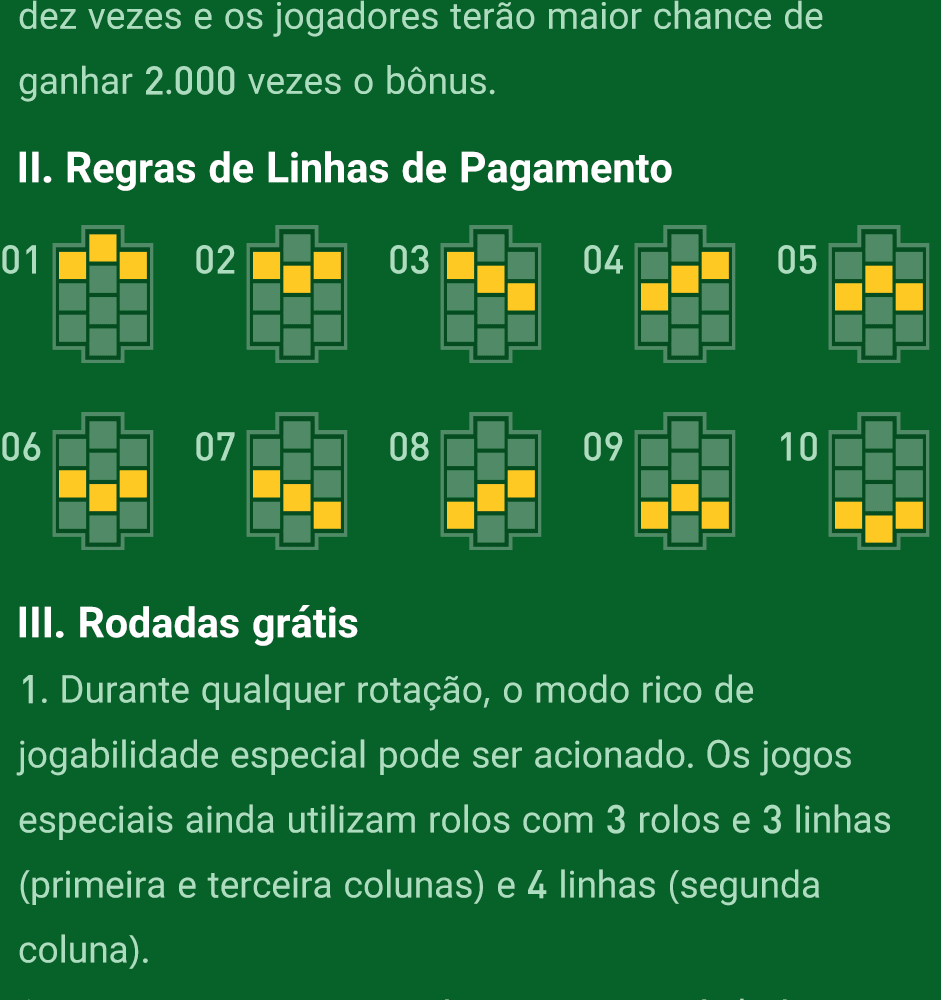 dez vezes e os jogadores terão maior chance de
ganhar 2.000 vezes o bônus.
II. Regras de Linhas de Pagamento
01 02 03 04 05
06 07 08 09 10
III. Rodadas grátis
1. Durante qualquer rotação, o modo rico de
jogabilidade especial pode ser acionado. Os jogos
especiais ainda utilizam rolos com 3 rolos e 3 linhas
(primeira e terceira colunas) e 4 linhas (segunda
coluna).